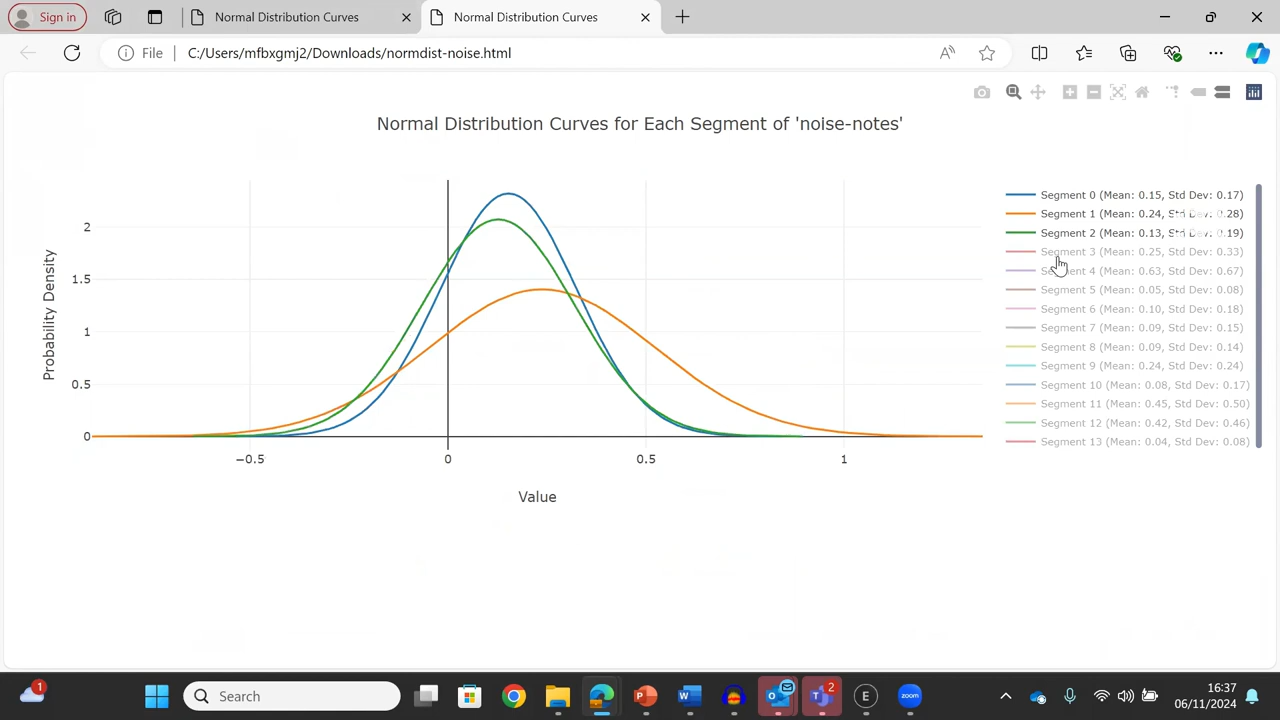 Sign in
Normal Distribution Curves
Normal Distribution Curves
File
C:/Users/mfbxgmj2/Downloads/normdist-noise.html
Normal Distribution Curves for Each Segment of 'noise-notes'
Probability Density
2
1.5
1
0.5
0
−0.5
0
0.5
1
Value
Segment 0 (Mean: 0.15, Std Dev: 0.17)
Segment 1 (Mean: 0.24, Std Dev: 0.28)
Segment 2 (Mean: 0.13, Std Dev: 0.19)
Segment 3 (Mean: 0.25, Std Dev: 0.33)
Segment 4 (Mean: 0.63, Std Dev: 0.67)
Segment 5 (Mean: 0.05, Std Dev: 0.08)
Segment 6 (Mean: 0.10, Std Dev: 0.18)
Segment 7 (Mean: 0.09, Std Dev: 0.15)
Segment 8 (Mean: 0.09, Std Dev: 0.14)
Segment 9 (Mean: 0.24, Std Dev: 0.24)
Segment 10 (Mean: 0.08, Std Dev: 0.17)
Segment 11 (Mean: 0.45, Std Dev: 0.50)
Segment 12 (Mean: 0.42, Std Dev: 0.46)
Segment 13 (Mean: 0.04, Std Dev: 0.08)
1
Search
P
W
2
E
zoom
16:37
06/11/2024